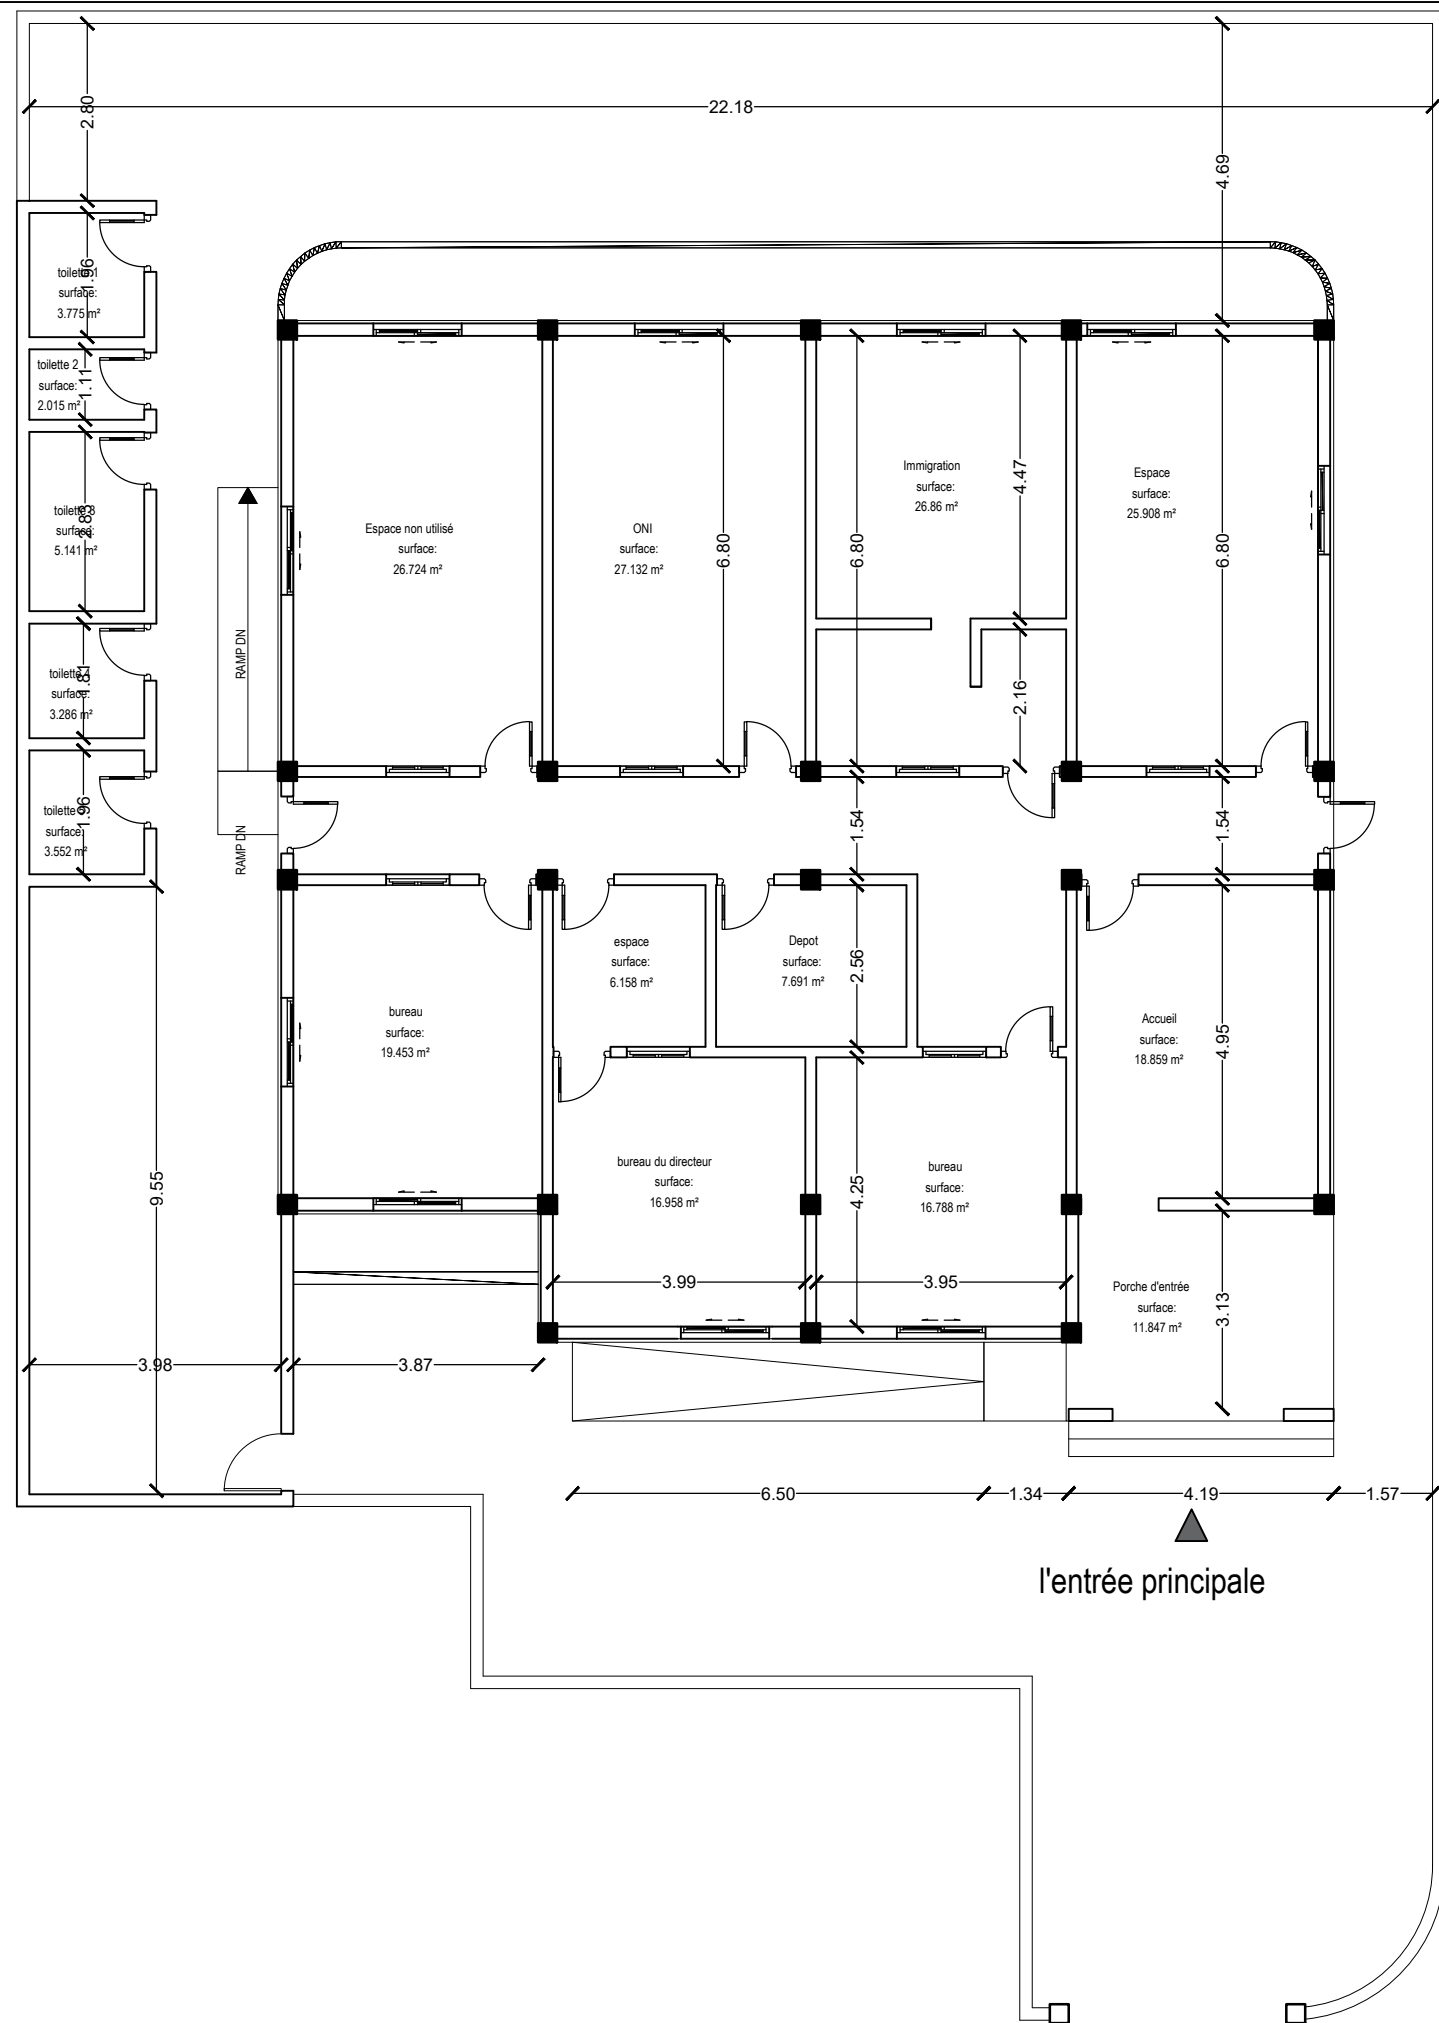 2.80
22.18
4.69
toilette 1
surface:
3.775 m²
1.96
toilette 2
surface:
2.015 m²
1.11
toilette 3
surface:
5.141 m²
2.83
toilette 4
surface:
3.286 m²
1.81
toilette
surface:
3.552 m²
1.96
RAMP DN
RAMP DN
Espace non utilisé
surface:
26.724 m²
ONI
surface:
27.132 m²
6.80
6.80
Immigration
surface:
26.86 m²
4.47
2.16
Espace
surface:
25.908 m²
6.80
1.54
1.54
bureau
surface:
19.453 m²
espace
surface:
6.158 m²
Depot
surface:
7.691 m²
2.56
Accueil
surface:
18.859 m²
4.95
bureau du directeur
surface:
16.958 m²
4.25
bureau
surface:
16.788 m²
9.55
3.99
3.95
Porche d'entrée
surface:
11.847 m²
3.13
3.98
3.87
6.50
1.34
4.19
1.57
l'entrée principale